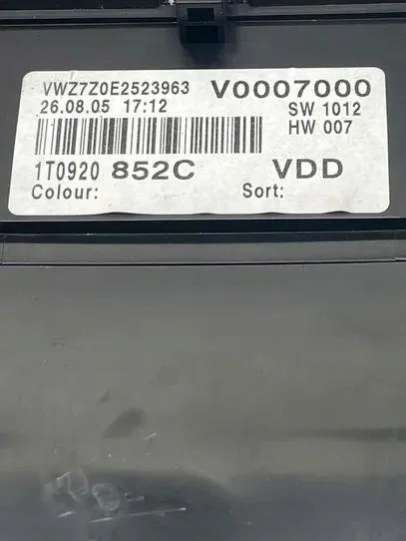 VWZ7Z0E2523963 V0007000
26.08.05 17:12 SW 1012
HW 007
1T0920 852C VDD
Colour: Sort: